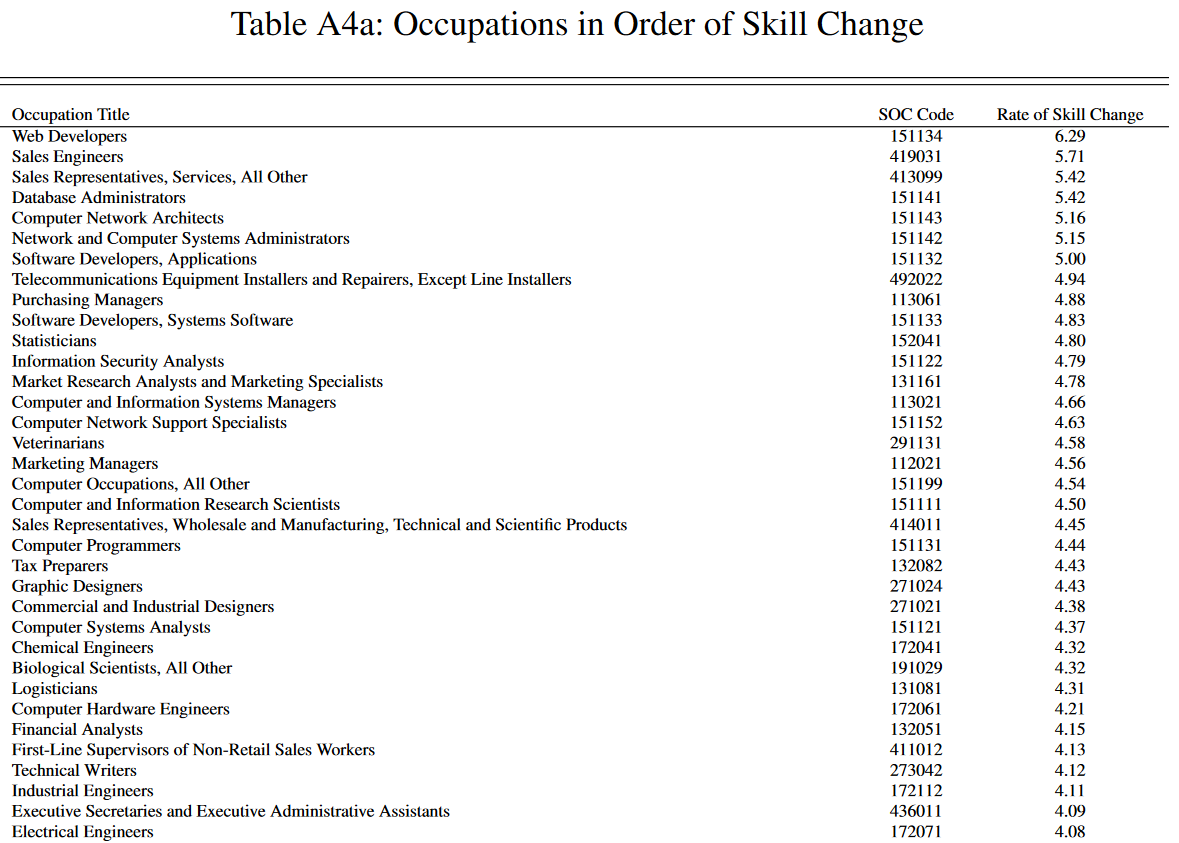 Table A4a: Occupations in Order of Skill Change
Occupation Title SOC Code Rate of Skill Change
Web Developers 151134 6.29
Sales Engineers 419031 5.71
Sales Representatives, Services, All Other 413099 5.42
Database Administrators 151141 5.42
Computer Network Architects 151143 5.16
Network and Computer Systems Administrators 151142 5.15
Software Developers, Applications 151132 5.00
Telecommunications Equipment Installers and Repairers, Except Line Installers 492022 4.94
Purchasing Managers 113061 4.88
Software Developers, Systems Software 151133 4.83
Statisticians 152041 4.80
Information Security Analysts 151122 4.79
Market Research Analysts and Marketing Specialists 131161 4.78
Computer and Information Systems Managers 113021 4.66
Computer Network Support Specialists 151152 4.63
Veterinarians 291131 4.58
Marketing Managers 112021 4.56
Computer Occupations, All Other 151199 4.54
Computer and Information Research Scientists 151111 4.50
Sales Representatives, Wholesale and Manufacturing, Technical and Scientific Products 414011 4.45
Computer Programmers 151131 4.44
Tax Preparers 132082 4.43
Graphic Designers 271024 4.43
Commercial and Industrial Designers 271021 4.38
Computer Systems Analysts 151121 4.37
Chemical Engineers 172041 4.32
Biological Scientists, All Other 191029 4.32
Logisticians 131081 4.31
Computer Hardware Engineers 172061 4.21
Financial Analysts 132051 4.15
First-Line Supervisors of Non-Retail Sales Workers 411012 4.13
Technical Writers 273042 4.12
Industrial Engineers 172112 4.11
Executive Secretaries and Executive Administrative Assistants 436011 4.09
Electrical Engineers 172071 4.08